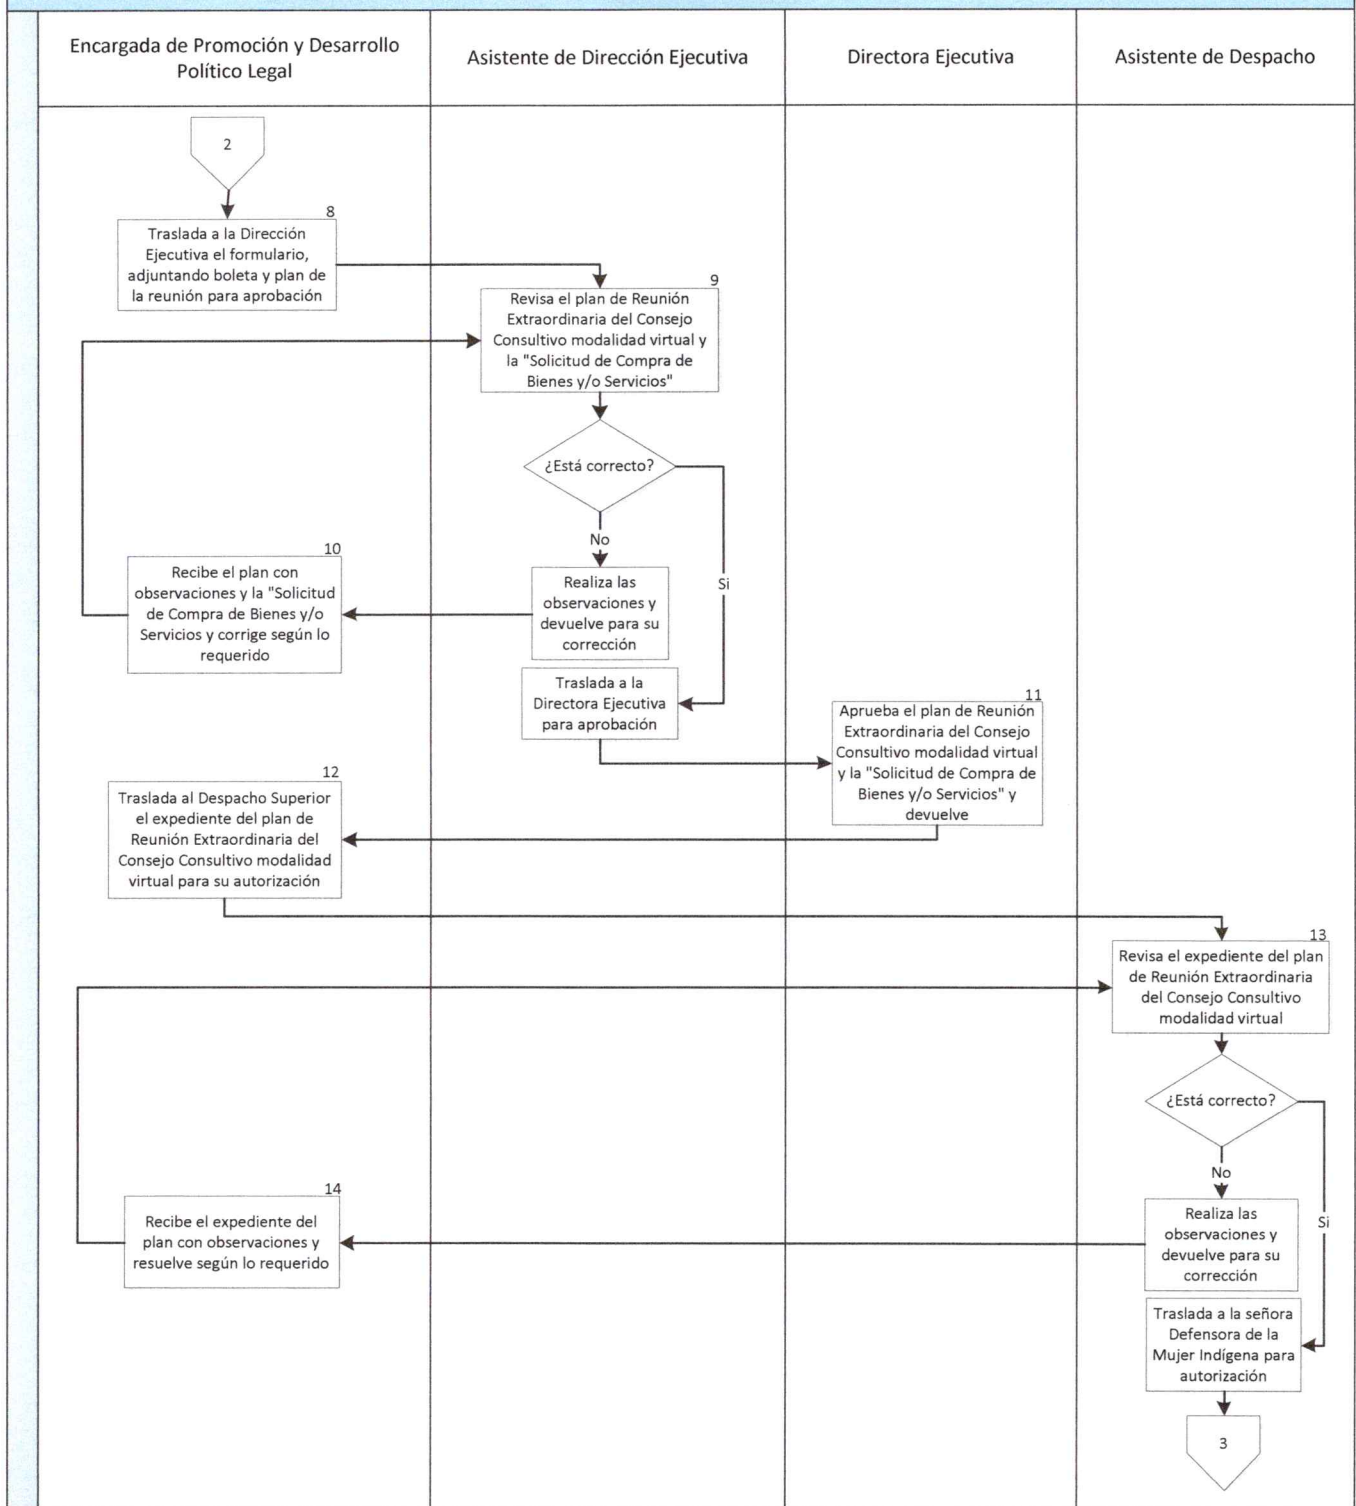 Encargada de Promoción y Desarrollo
Político Legal
Asistente de Dirección Ejecutiva
Directora Ejecutiva
Asistente de Despacho
2
8
Traslada a la Dirección
Ejecutiva el formulario,
adjuntando boleta y plan de
la reunión para aprobación
9
Revisa el plan de Reunión
Extraordinaria del Consejo
Consultivo modalidad virtual y
la "Solicitud de Compra de
Bienes y/o Servicios"
¿Está correcto?
No
Si
10
Recibe el plan con
observaciones y la "Solicitud
de Compra de Bienes y/o
Servicios y corrige según lo
requerido
Realiza las
observaciones y
devuelve para su
corrección
Traslada a la
Directora Ejecutiva
para aprobación
11
Aprueba el plan de Reunión
Extraordinaria del Consejo
Consultivo modalidad virtual
y la "Solicitud de Compra de
Bienes y/o Servicios" y
devuelve
12
Traslada al Despacho Superior
el expediente del plan de
Reunión Extraordinaria del
Consejo Consultivo modalidad
virtual para su autorización
13
Revisa el expediente del plan
de Reunión Extraordinaria
del Consejo Consultivo
modalidad virtual
¿Está correcto?
No
Si
14
Recibe el expediente del
plan con observaciones y
resuelve según lo requerido
Realiza las
observaciones y
devuelve para su
corrección
Traslada a la señora
Defensora de la
Mujer Indígena para
autorización
3